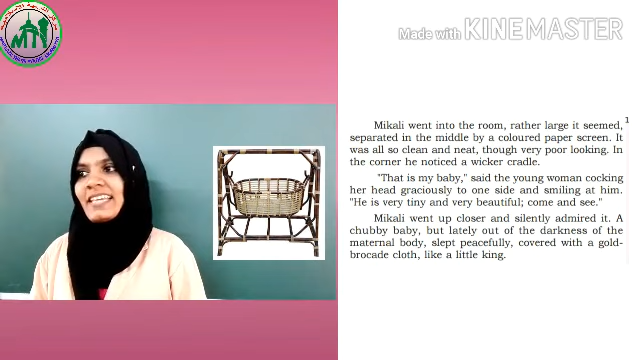 Made with KINEMASTER
MTN
1
Mikali went into the room, rather large it seemed,
separated in the middle by a coloured paper screen. It
was all so clean and neat, though very poor looking. In
the corner he noticed a wicker cradle.
"That is my baby," said the young woman cocking
her head graciously to one side and smiling at him.
"He is very tiny and very beautiful; come and see."
Mikali went up closer and silently admired it. A
chubby baby, but lately out of the darkness of the
maternal body, slept peacefully, covered with a gold-
brocade cloth, like a little king.